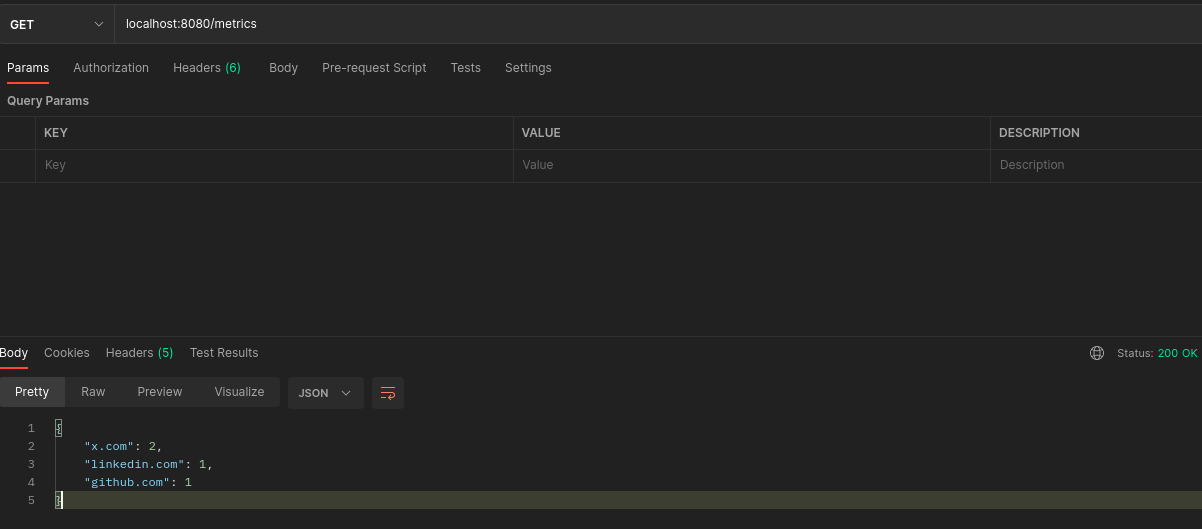 GET localhost:8080/metrics
Params Authorization Headers (6) Body Pre-request Script Tests Settings
Query Params
KEY VALUE DESCRIPTION
Key Value Description
Body Cookies Headers (5) Test Results Status: 200 OK
Pretty Raw Preview Visualize JSON
1 {
2 "x.com": 2,
3 "linkedin.com": 1,
4 "github.com": 1
5 }